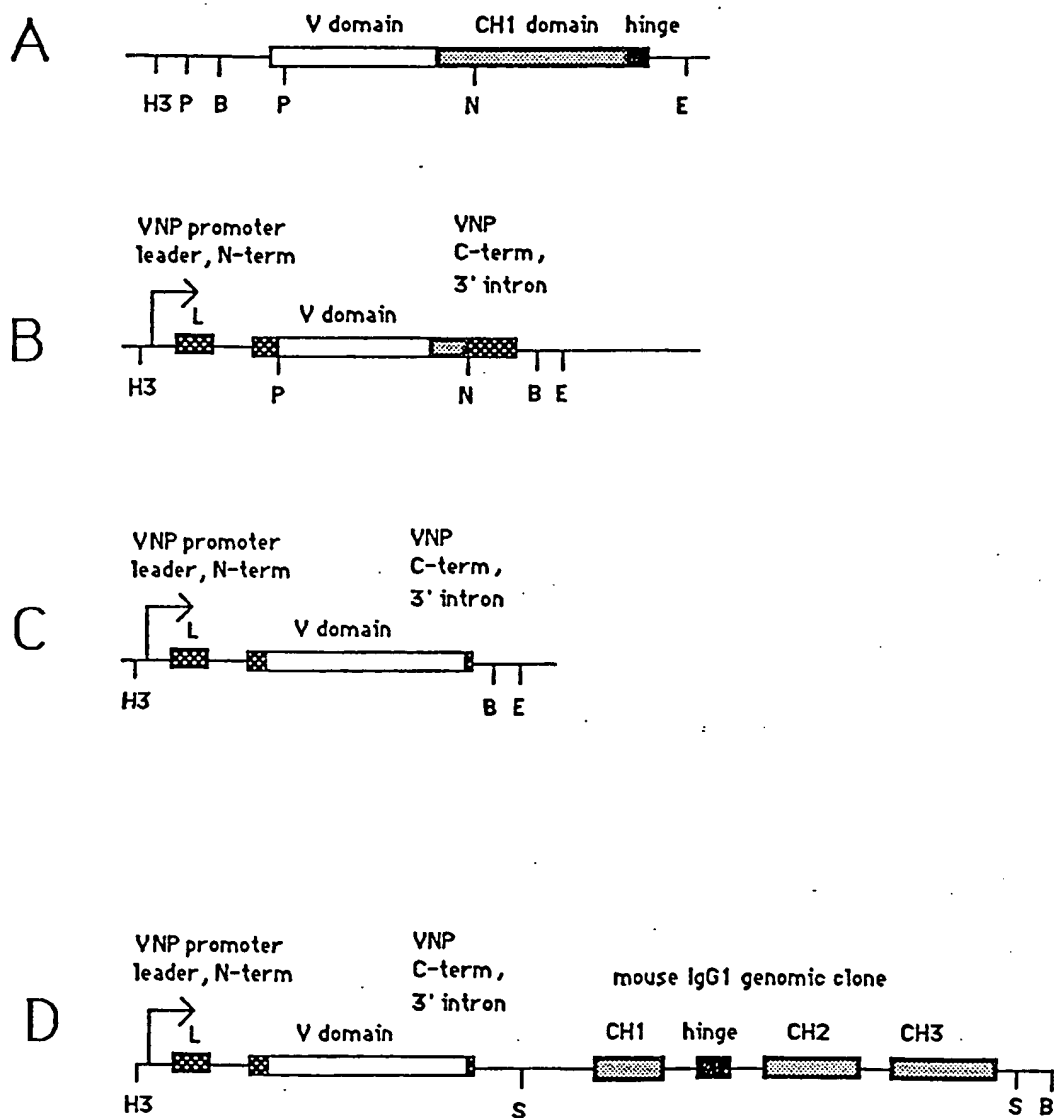 A
V domain CH1 domain hinge
H3 P B P N E
B
VNP promoter
leader, N-term
VNP
C-term,
3' intron
L
V domain
H3 P N B E
C
VNP promoter
leader, N-term
VNP
C-term,
3' intron
L
V domain
H3 B E
D
VNP promoter
leader, N-term
VNP
C-term,
3' intron
mouse IgG1 genomic clone
L
V domain
CH1 hinge CH2 CH3
H3 S S B